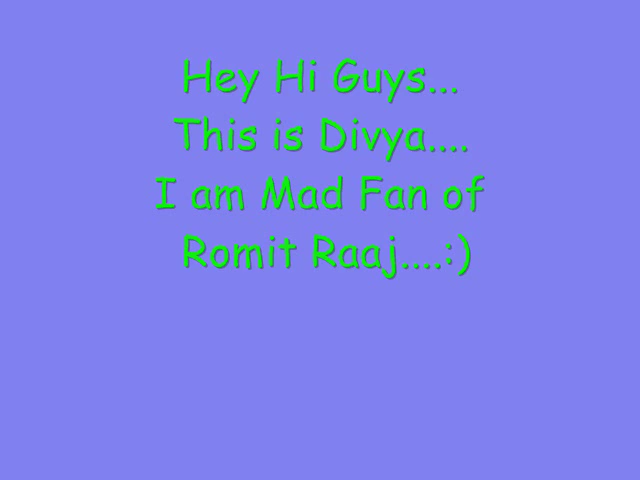 Hey Hi Guys...
This is Divya....
I am Mad Fan of
Romit Raaj....:)